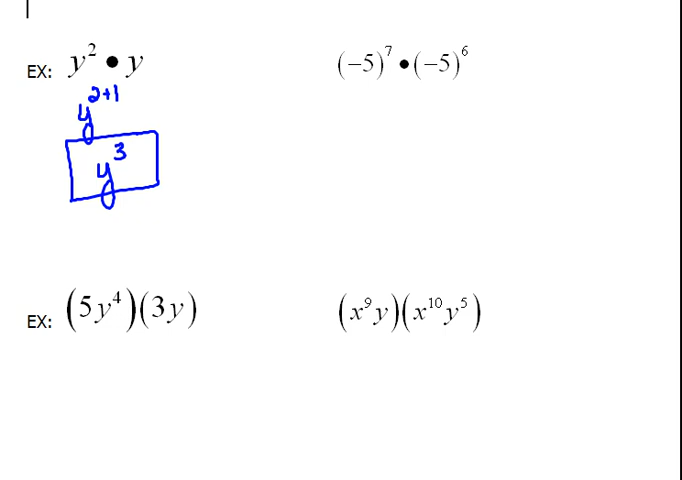 EX: y² • y (−5)⁷ • (−5)⁶
y²⁺¹
y³
EX: (5y⁴)(3y) (x⁹y)(x¹⁰y⁵)